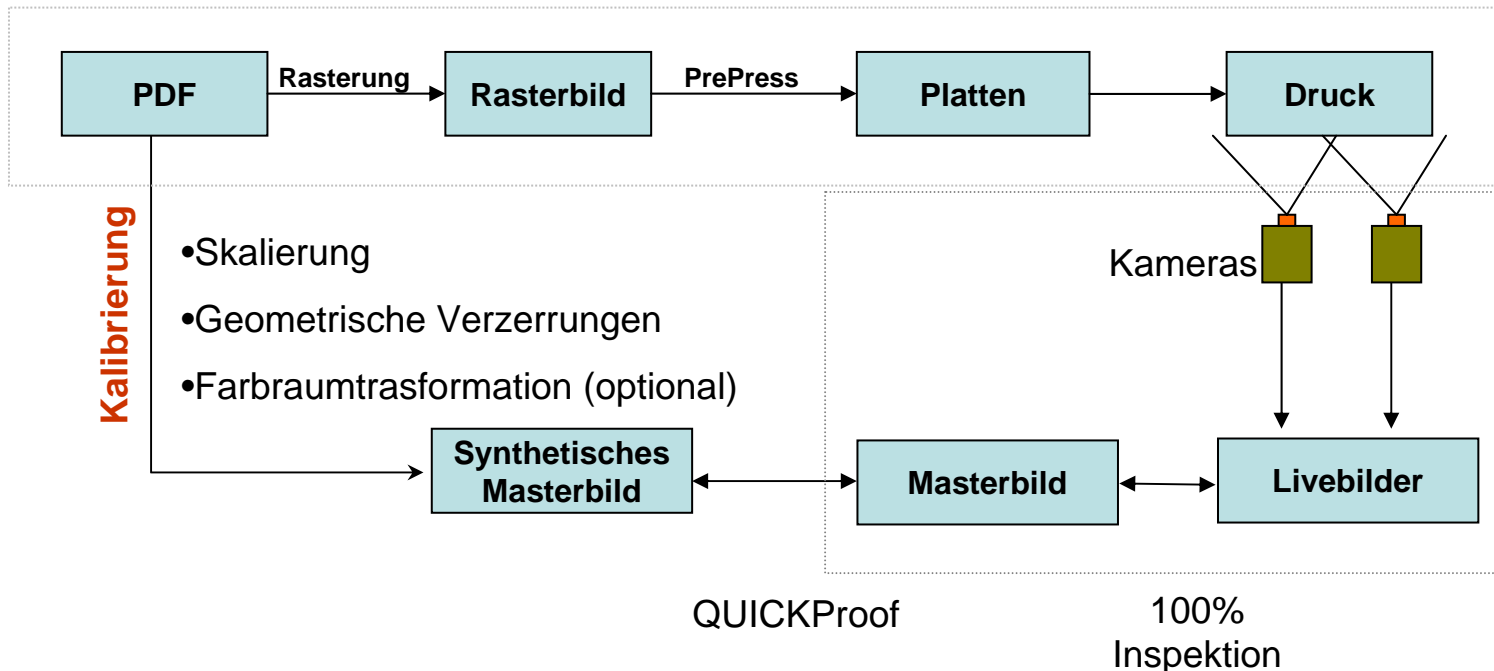 PDF
Rasterung
Rasterbild
PrePress
Platten
Druck
Kalibrierung
•Skalierung
•Geometrische Verzerrungen
•Farbraumtrasformation (optional)
Kameras
Synthetisches
Masterbild
Masterbild
Livebilder
QUICKProof
100%
Inspektion